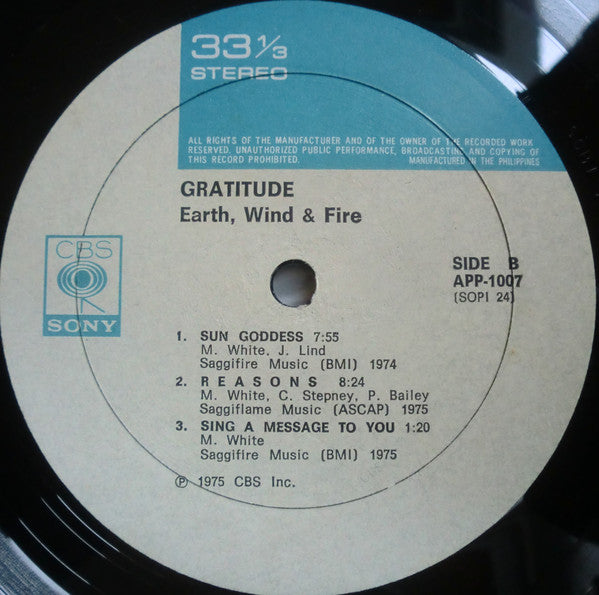 33 1/3
STEREO
ALL RIGHTS OF THE MANUFACTURER AND OF THE OWNER OF THE RECORDED WORK
RESERVED. UNAUTHORIZED PUBLIC PERFORMANCE, BROADCASTING AND COPYING OF
THIS RECORD PROHIBITED. MANUFACTURED IN THE PHILIPPINES
GRATITUDE
Earth, Wind & Fire
CBS
SONY
SIDE B
APP-1007
(SOPI 24)
1. SUN GODDESS 7:55
M. White, J. Lind
Saggifire Music (BMI) 1974
2. REASONS 8:24
M. White, C. Stepney, P. Bailey
Saggiflame Music (ASCAP) 1975
3. SING A MESSAGE TO YOU 1:20
M. White
Saggifire Music (BMI) 1975
℗ 1975 CBS Inc.